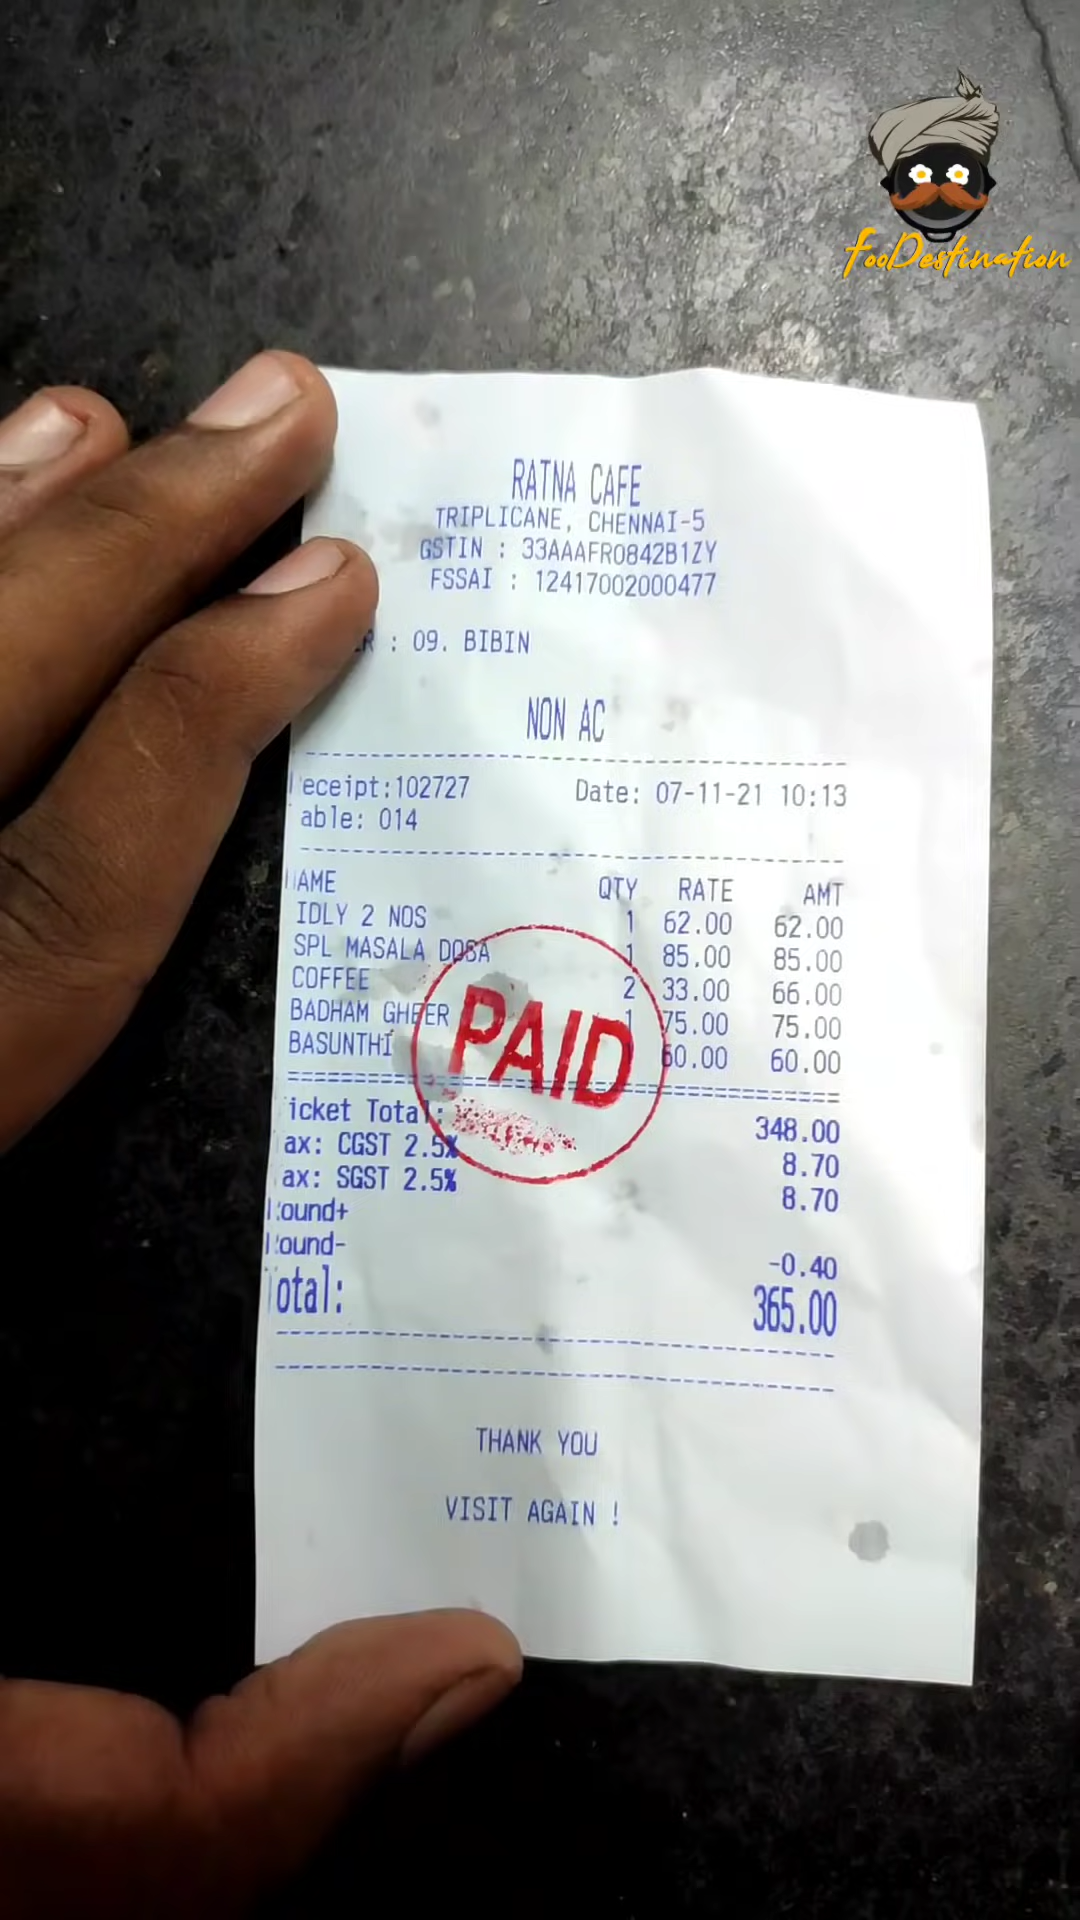 fooDestination
RATNA CAFE
TRIPLICANE, CHENNAI-5
GSTIN : 33AAAFR0842B1ZY
FSSAI : 12417002000477
: 09. BIBIN
NON AC
eceipt:102727 Date: 07-11-21 10:13
able: 014
AME QTY RATE AMT
IDLY 2 NOS 1 62.00 62.00
SPL MASALA DOSA 1 85.00 85.00
COFFEE 2 33.00 66.00
BADHAM GHEER 1 75.00 75.00
BASUNTHI 60.00 60.00
PAID
icket Total: 348.00
ax: CGST 2.5% 8.70
ax: SGST 2.5% 8.70
ound+
ound- -0.40
otal: 365.00
THANK YOU
VISIT AGAIN !